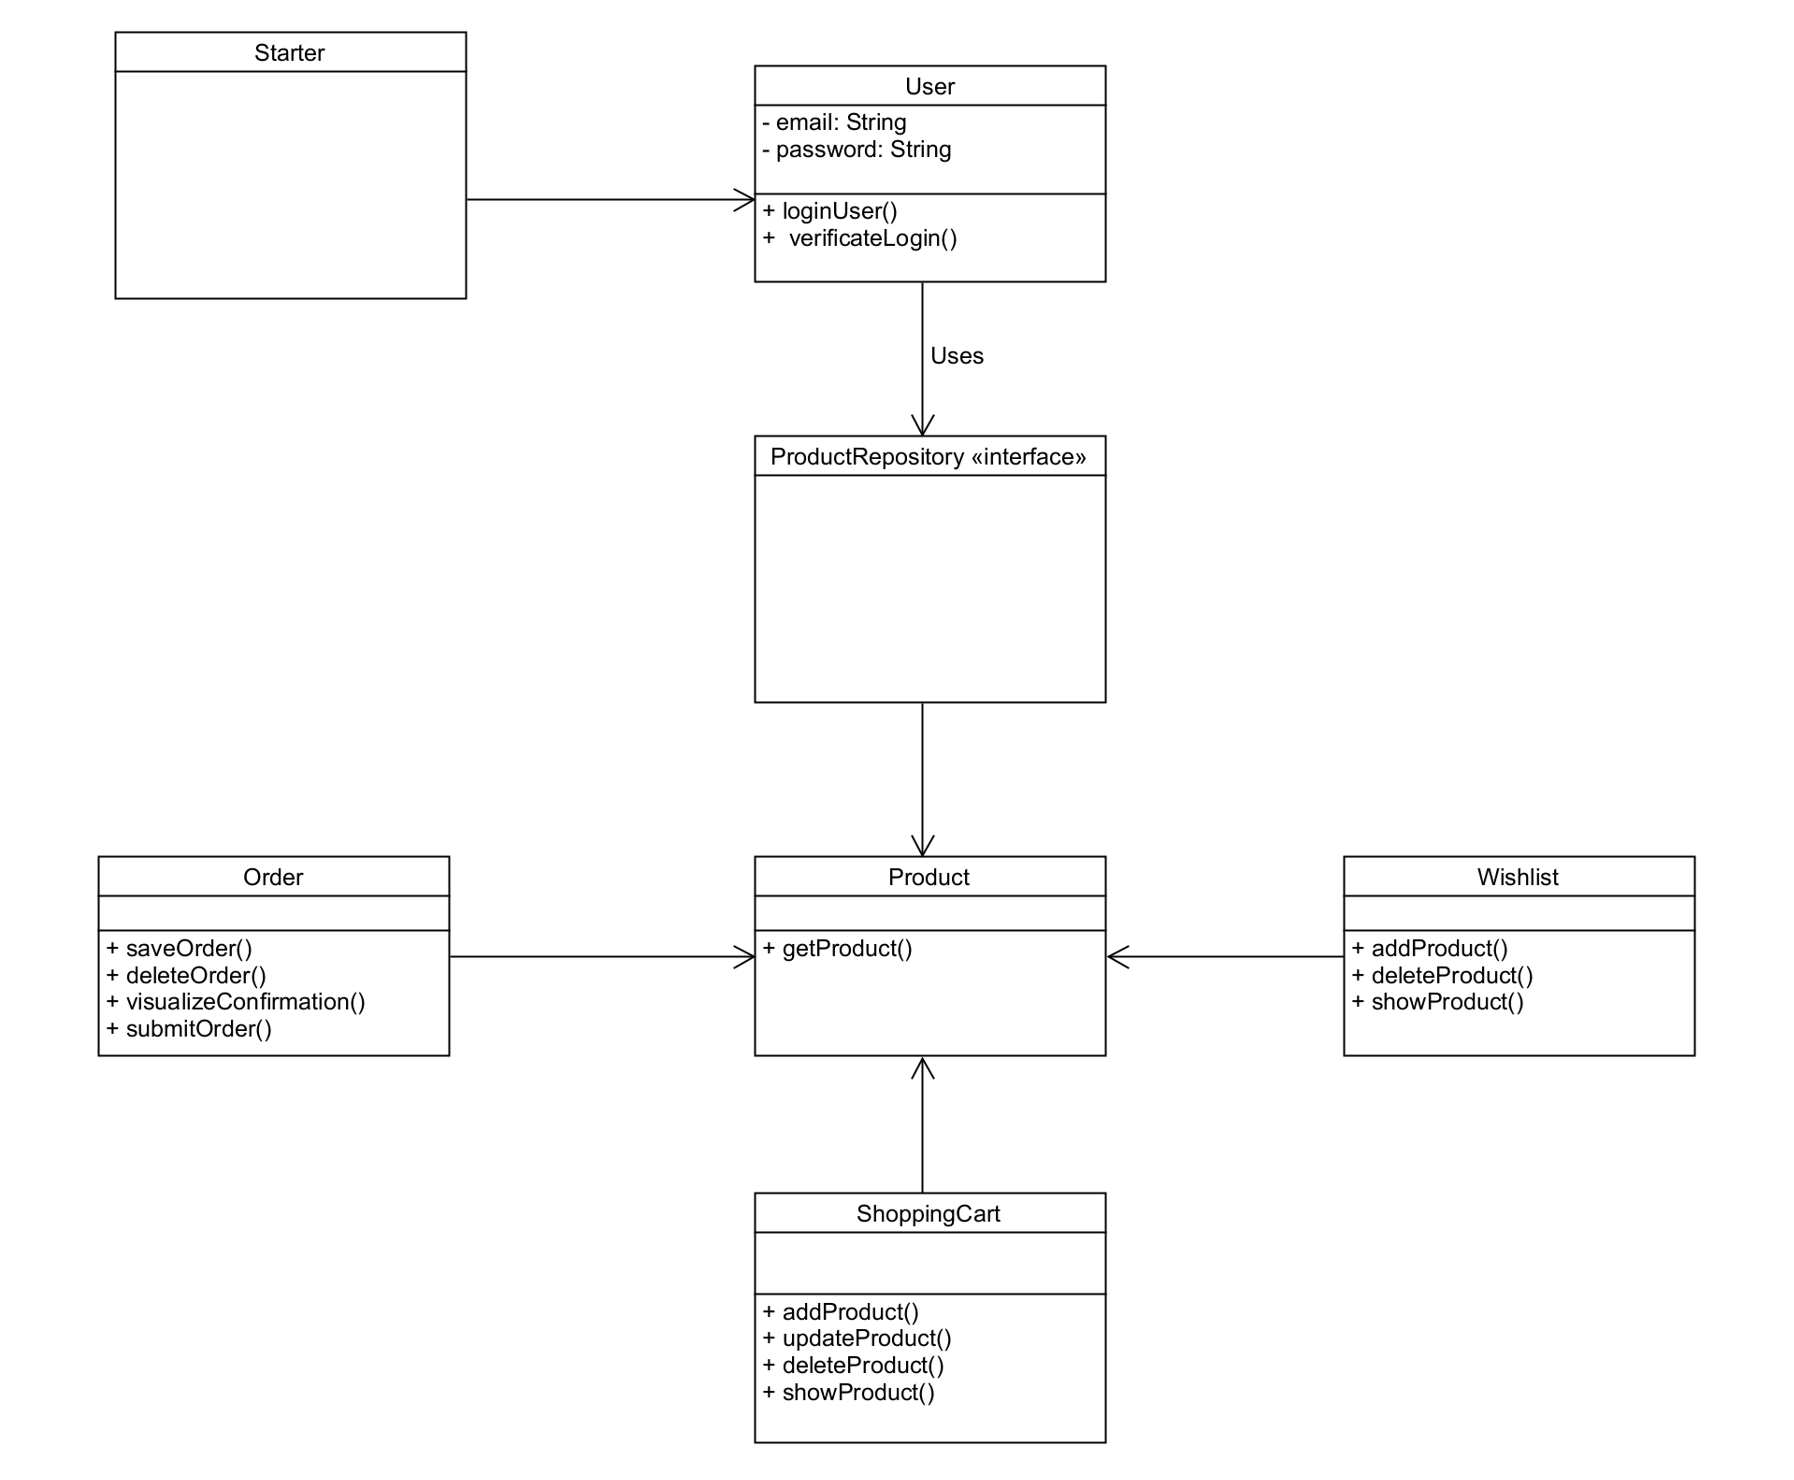 Starter
User
- email: String
- password: String
+ loginUser()
+  verificateLogin()
Uses
ProductRepository «interface»
Order
+ saveOrder()
+ deleteOrder()
+ visualizeConfirmation()
+ submitOrder()
Product
+ getProduct()
Wishlist
+ addProduct()
+ deleteProduct()
+ showProduct()
ShoppingCart
+ addProduct()
+ updateProduct()
+ deleteProduct()
+ showProduct()